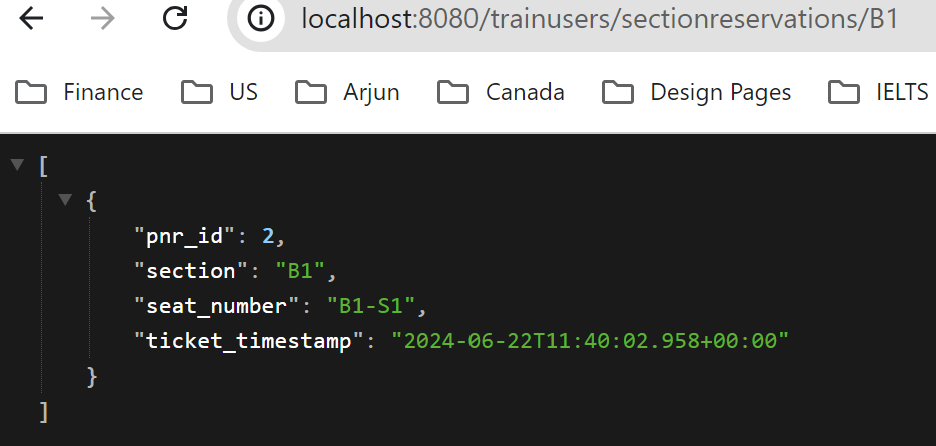 localhost:8080/trainusers/sectionreservations/B1
Finance US Arjun Canada Design Pages IELTS
[
{
"pnr_id": 2,
"section": "B1",
"seat_number": "B1-S1",
"ticket_timestamp": "2024-06-22T11:40:02.958+00:00"
}
]